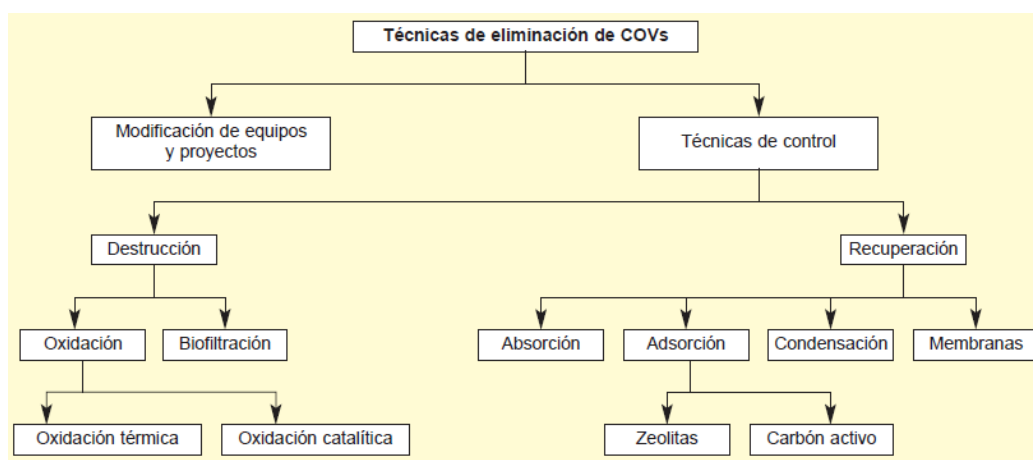 Técnicas de eliminación de COVs
Modificación de equipos
y proyectos
Técnicas de control
Destrucción
Recuperación
Oxidación
Biofiltración
Absorción
Adsorción
Condensación
Membranas
Oxidación térmica
Oxidación catalítica
Zeolitas
Carbón activo